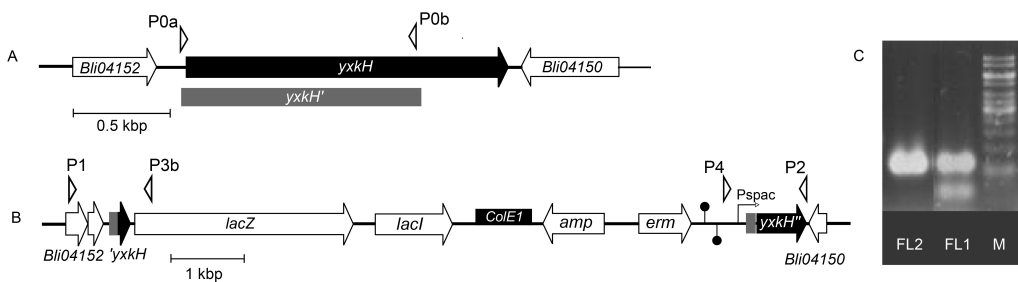 P0a
P0b
A
Bli04152
yxkH
Bli04150
yxkH'
0.5 kbp
C
P1
P3b
P4
P2
Pspac
B
lacZ
lacI
ColE1
amp
erm
yxkH"
Bli04152
'yxkH
Bli04150
1 kbp
FL2 FL1 M